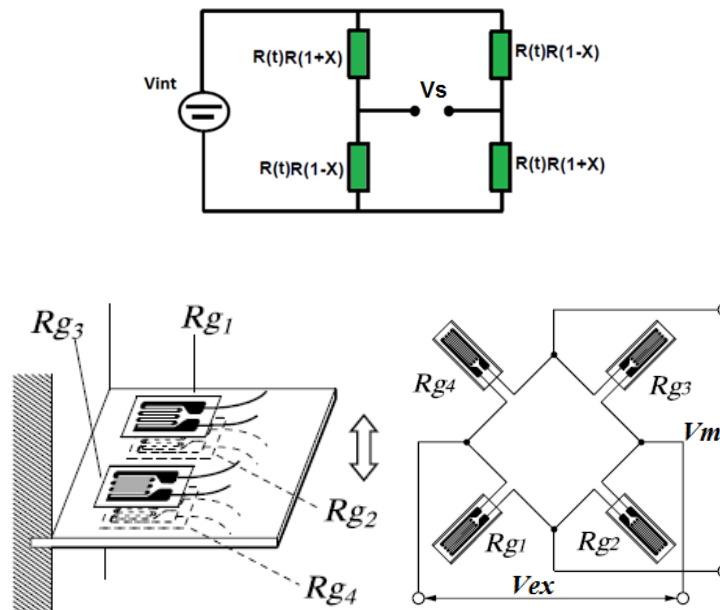 R(t)R(1+X)
R(t)R(1-X)
Vint
Vs
R(t)R(1-X)
R(t)R(1+X)
Rg3
Rg1
Rg2
Rg4
Rg4
Rg3
Vm
Rg1
Rg2
Vex